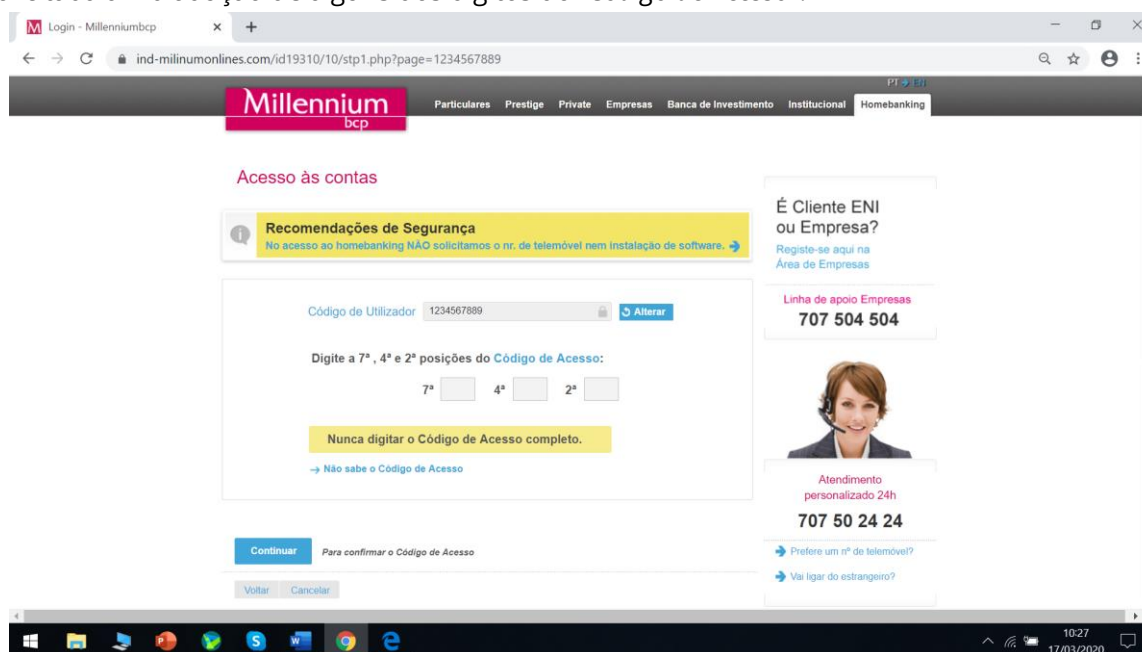 Login - Millenniumbcp
ind-milinumonlines.com/id19310/10/stp1.php?page=1234567889
PT EN
Millennium
bcp
Particulares Prestige Private Empresas Banca de Investimento Institucional Homebanking
Acesso às contas
Recomendações de Segurança
No acesso ao homebanking NÃO solicitamos o nr. de telemóvel nem instalação de software.
Código de Utilizador 1234567889 Alterar
Digite a 7ª , 4ª e 2ª posições do Código de Acesso:
7ª 4ª 2ª
Nunca digitar o Código de Acesso completo.
Não sabe o Código de Acesso
Continuar Para confirmar o Código de Acesso
Voltar Cancelar
É Cliente ENI
ou Empresa?
Registe-se aqui na
Área de Empresas
Linha de apoio Empresas
707 504 504
Atendimento
personalizado 24h
707 50 24 24
Prefere um nº de telemóvel?
Vai ligar do estrangeiro?
10:27
17/03/2020